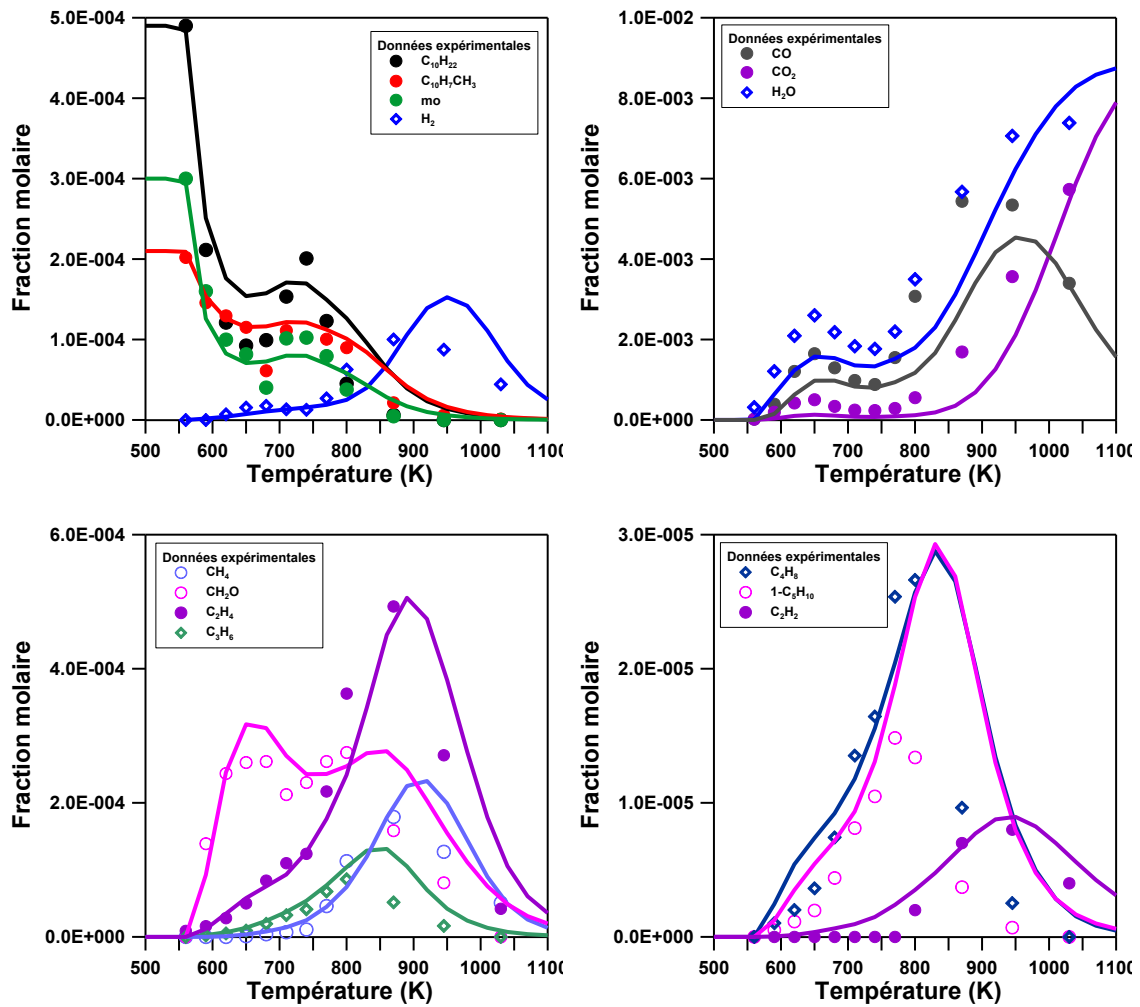 5.0E-004
4.0E-004
3.0E-004
2.0E-004
1.0E-004
0.0E+000
Fraction molaire
500 600 700 800 900 1000 1100
Température (K)
Données expérimentales
C₁₀H₂₂
C₁₀H₇CH₃
mo
H₂
1.0E-002
8.0E-003
6.0E-003
4.0E-003
2.0E-003
0.0E+000
Fraction molaire
500 600 700 800 900 1000 1100
Température (K)
Données expérimentales
CO
CO₂
H₂O
6.0E-004
4.0E-004
2.0E-004
0.0E+000
Fraction molaire
500 600 700 800 900 1000 1100
Température (K)
Données expérimentales
CH₄
CH₂O
C₂H₄
C₃H₆
3.0E-005
2.0E-005
1.0E-005
0.0E+000
Fraction molaire
500 600 700 800 900 1000 1100
Température (K)
Données expérimentales
C₄H₈
1-C₅H₁₀
C₂H₂